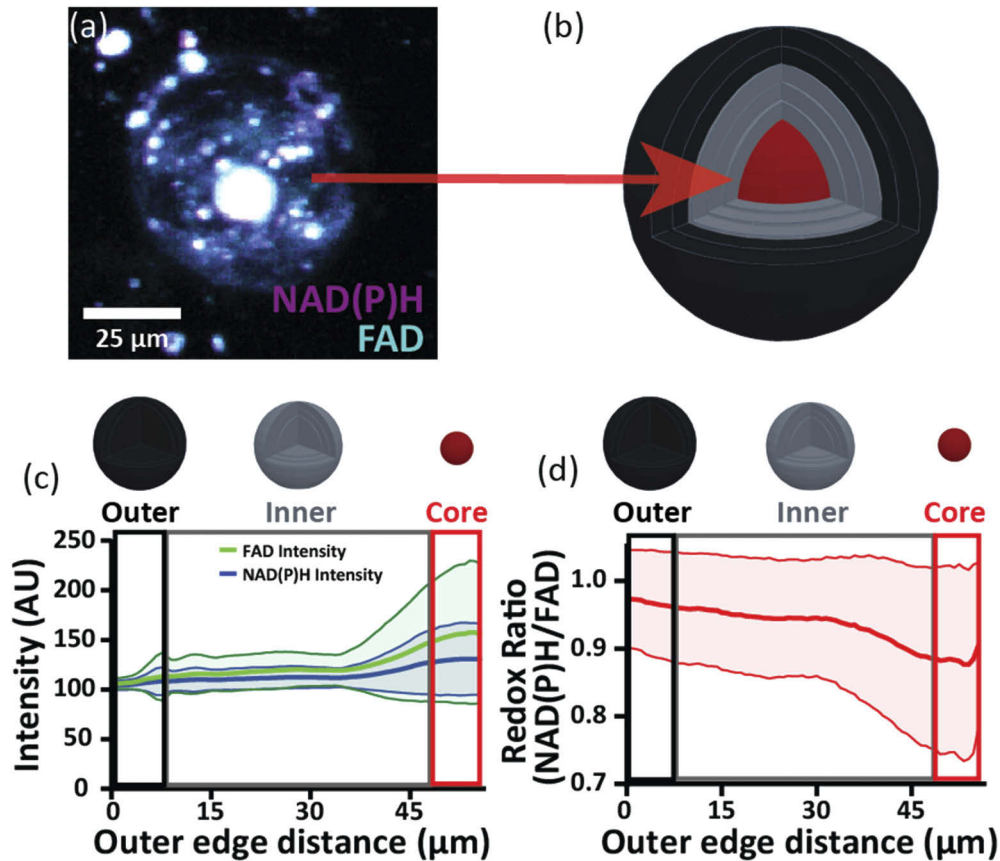 (a)
NAD(P)H
FAD
25 μm
(b)
(c)
Outer
Inner
Core
250
200
150
100
50
0
Intensity (AU)
FAD Intensity
NAD(P)H Intensity
0
15
30
45
Outer edge distance (μm)
(d)
Outer
Inner
Core
1.0
0.9
0.8
0.7
Redox Ratio
(NAD(P)H/FAD)
0
15
30
45
Outer edge distance (μm)